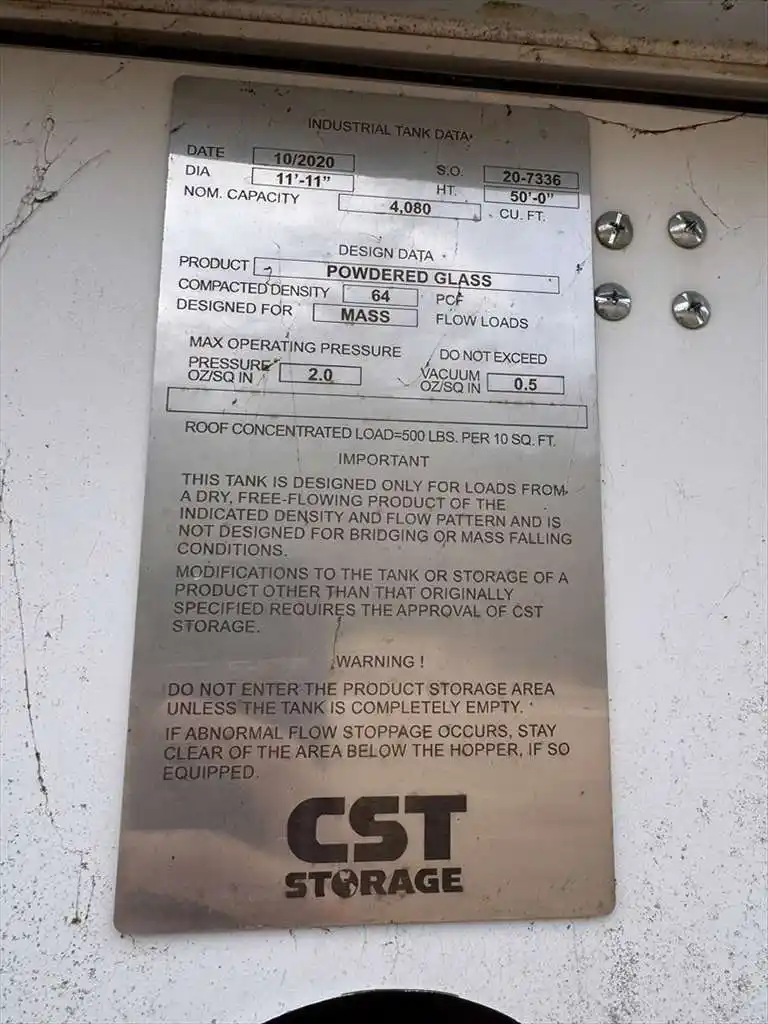 INDUSTRIAL TANK DATA
DATE 10/2020 S.O. 20-7336
DIA 11'-11" HT. 50'-0"
NOM. CAPACITY 4,080 CU. FT.
DESIGN DATA
PRODUCT POWDERED GLASS
COMPACTED DENSITY 64 PCF
DESIGNED FOR MASS FLOW LOADS
MAX OPERATING PRESSURE DO NOT EXCEED
PRESSURE OZ/SQ IN 2.0 VACUUM OZ/SQ IN 0.5
ROOF CONCENTRATED LOAD=500 LBS. PER 10 SQ. FT.
IMPORTANT
THIS TANK IS DESIGNED ONLY FOR LOADS FROM
A DRY, FREE-FLOWING PRODUCT OF THE
INDICATED DENSITY AND FLOW PATTERN AND IS
NOT DESIGNED FOR BRIDGING OR MASS FALLING
CONDITIONS.
MODIFICATIONS TO THE TANK OR STORAGE OF A
PRODUCT OTHER THAN THAT ORIGINALLY
SPECIFIED REQUIRES THE APPROVAL OF CST
STORAGE.
WARNING !
DO NOT ENTER THE PRODUCT STORAGE AREA
UNLESS THE TANK IS COMPLETELY EMPTY.
IF ABNORMAL FLOW STOPPAGE OCCURS, STAY
CLEAR OF THE AREA BELOW THE HOPPER, IF SO
EQUIPPED.
CST
STORAGE